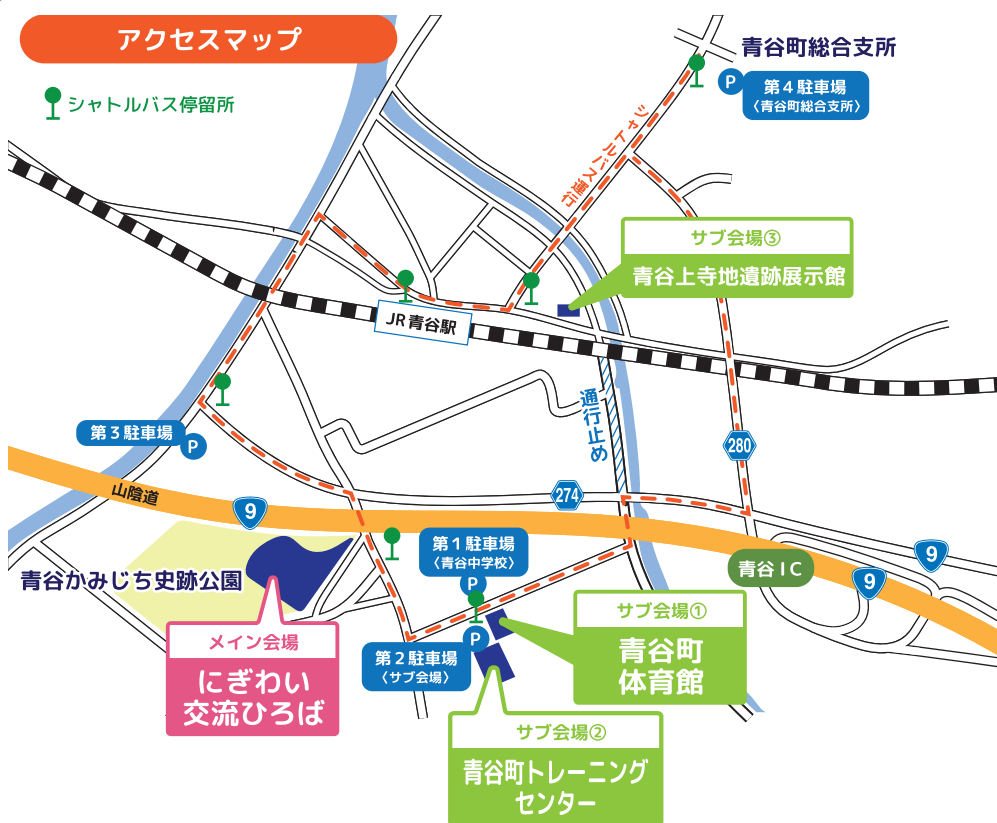 アクセスマップ
シャトルバス停留所
青谷町総合支所
P
第4駐車場
〈青谷町総合支所〉
シャトルバス運行
サブ会場③
青谷上寺地遺跡展示館
JR青谷駅
通行止め
第3駐車場
P
280
山陰道
9
274
第1駐車場
〈青谷中学校〉
P
青谷IC
9
9
青谷かみじち史跡公園
メイン会場
にぎわい
交流ひろば
第2駐車場
〈サブ会場〉
P
サブ会場①
青谷町
体育館
サブ会場②
青谷町トレーニング
センター